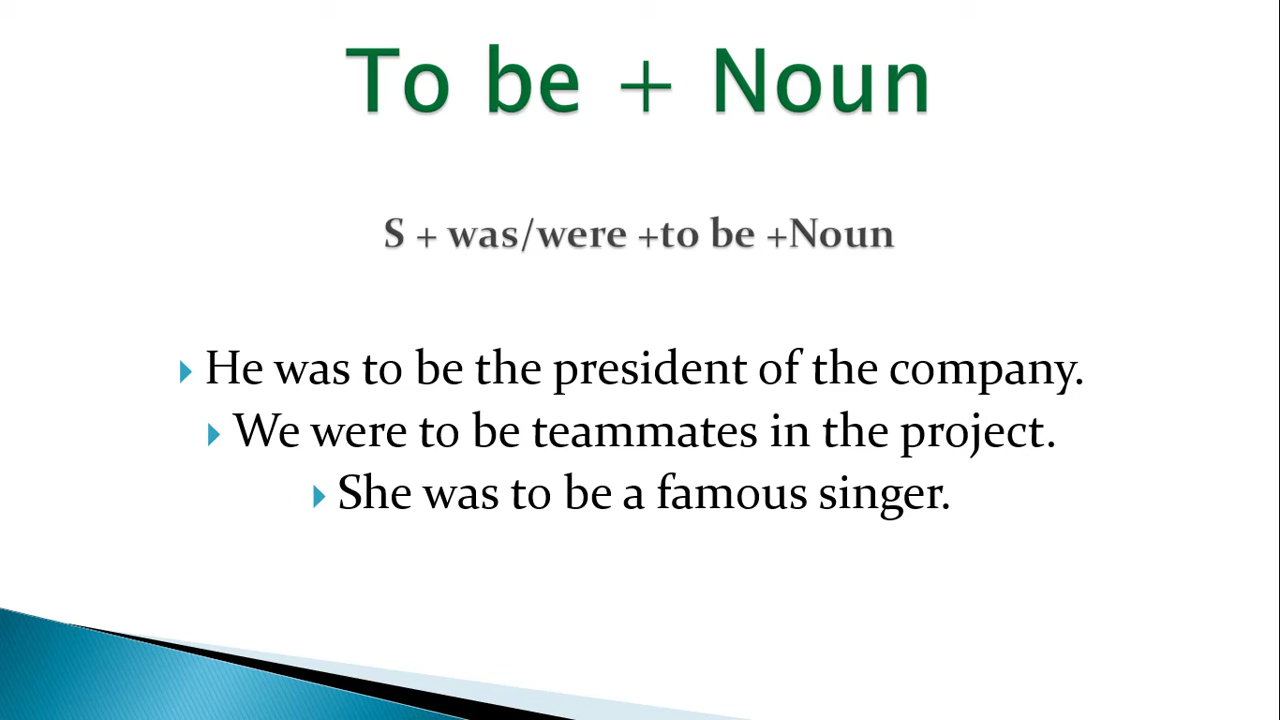 To be + Noun
S + was/were +to be +Noun
He was to be the president of the company.
We were to be teammates in the project.
She was to be a famous singer.